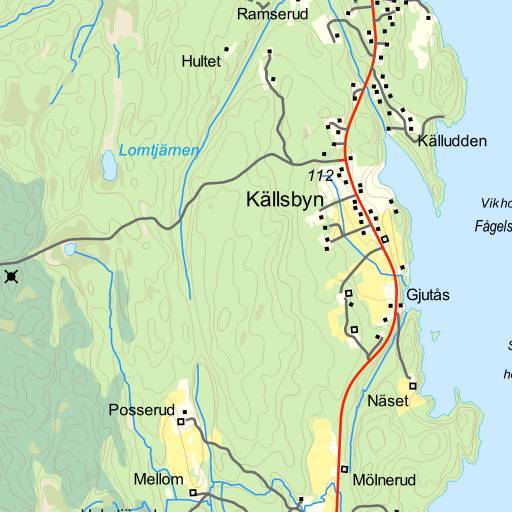 Ramserud
Hultet
Källudden
Lomtjärnen
112
Källsbyn
Gjutås
Näset
Posserud
Mellom
Mölnerud